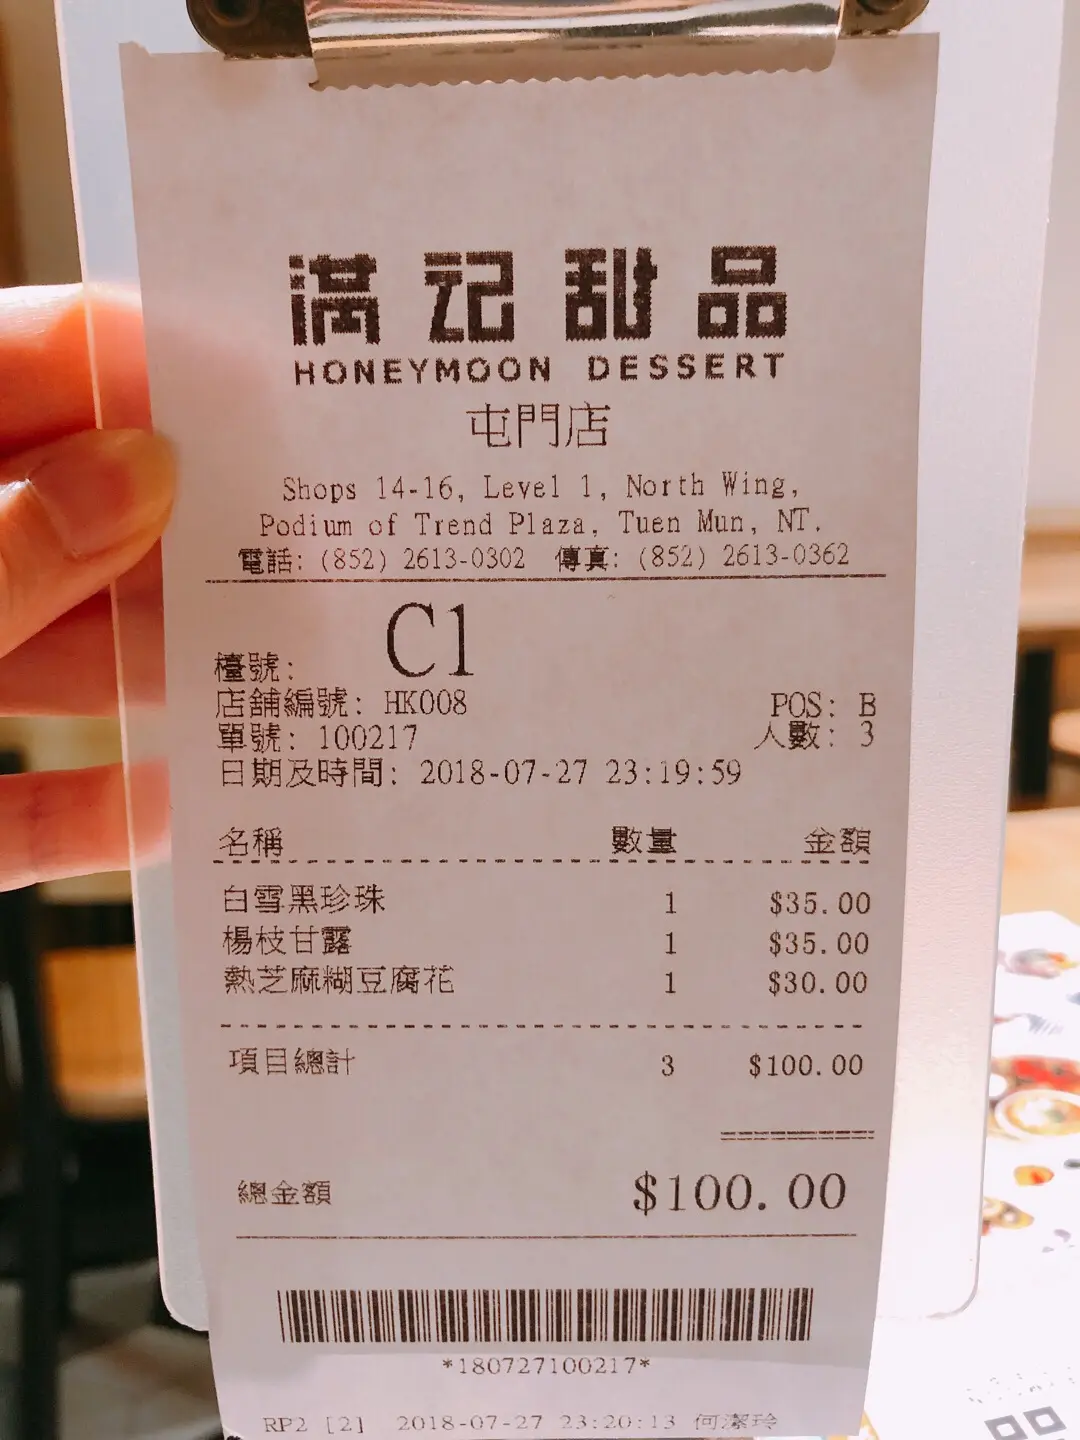 满记甜品
HONEYMOON DESSERT
屯門店
Shops 14-16, Level 1, North Wing,
Podium of Trend Plaza, Tuen Mun, NT.
電話: (852) 2613-0302 傳真: (852) 2613-0362
檯號: C1
店舖編號: HK008 POS: B
單號: 100217 人數: 3
日期及時間: 2018-07-27 23:19:59
名稱 數量 金額
白雪黑珍珠 1 $35.00
楊枝甘露 1 $35.00
熱芝麻糊豆腐花 1 $30.00
項目總計 3 $100.00
總金額 $100.00
*180727100217*
RP2 [2] 2018-07-27 23:20:13 何潔玲